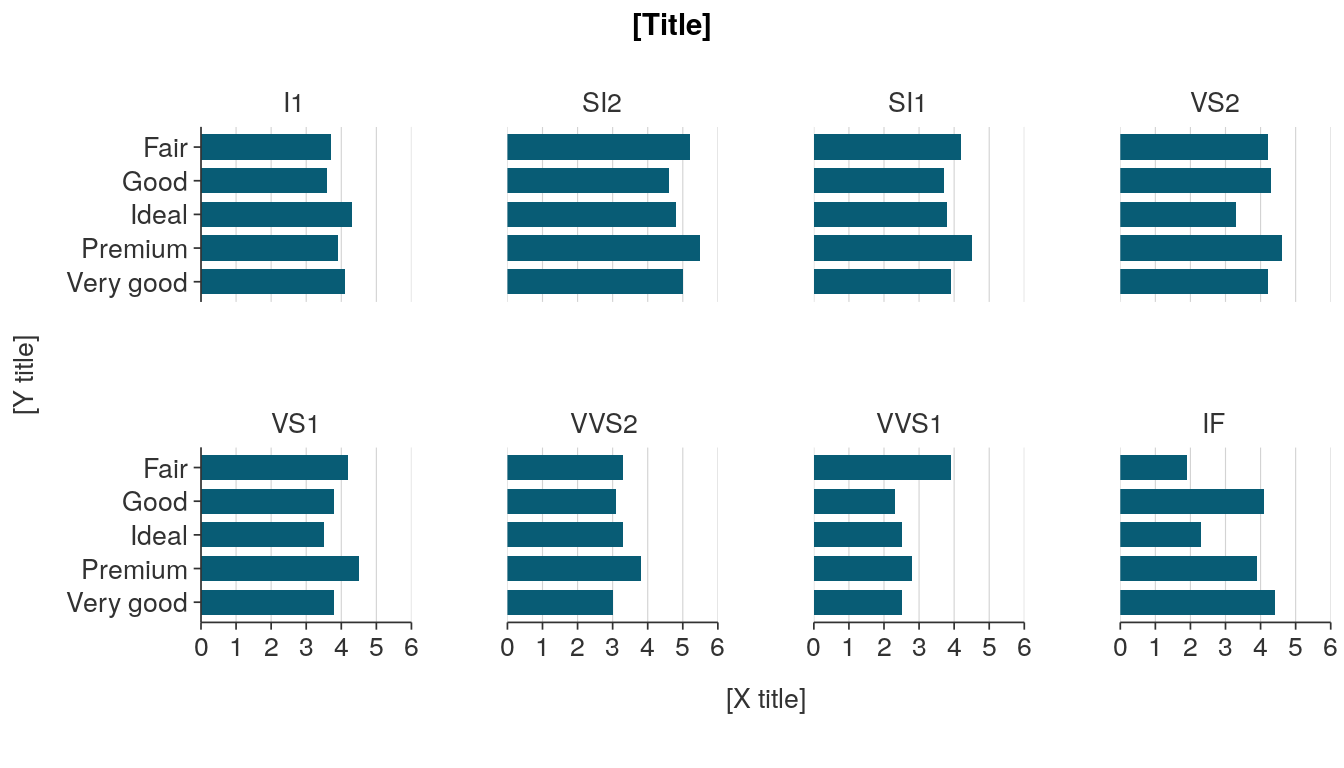 [Title]
I1 SI2 SI1 VS2
Fair
Good
Ideal
Premium
Very good
[Y title]
VS1 VVS2 VVS1 IF
Fair
Good
Ideal
Premium
Very good
0 1 2 3 4 5 6 0 1 2 3 4 5 6 0 1 2 3 4 5 6 0 1 2 3 4 5 6
[X title]